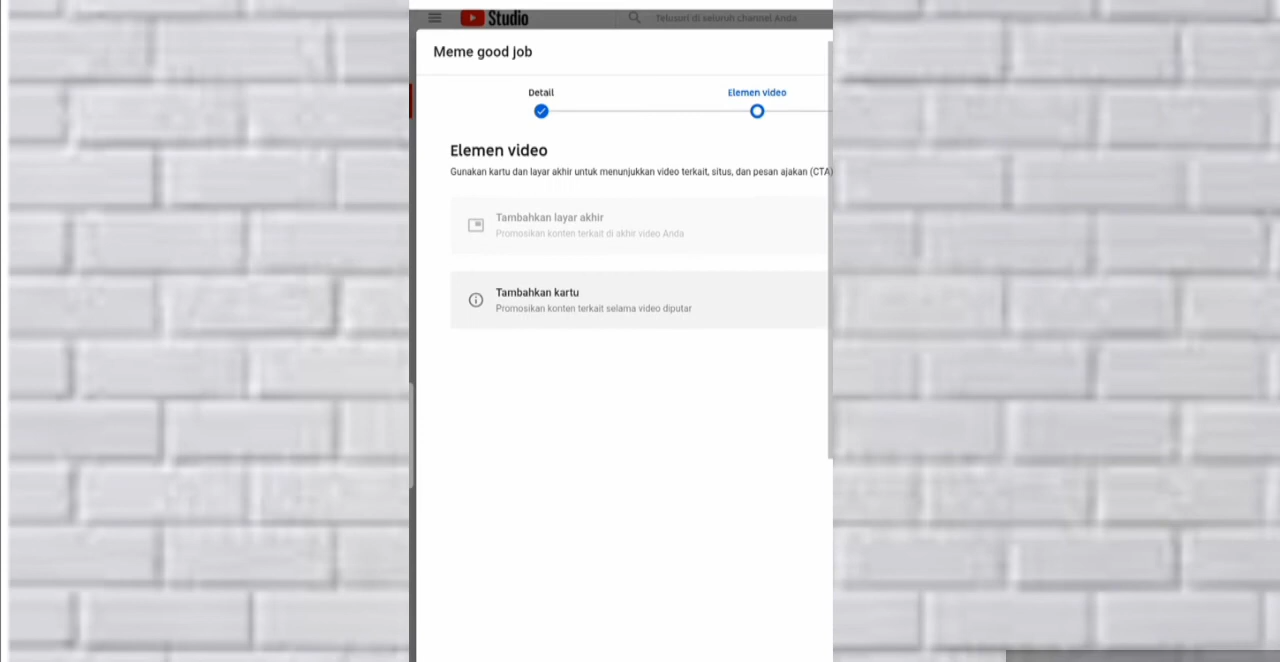 Studio
Telusuri di seluruh channel Anda
Meme good job
Detail
Elemen video
Elemen video
Gunakan kartu dan layar akhir untuk menunjukkan video terkait, situs, dan pesan ajakan (CTA)
Tambahkan layar akhir
Promosikan konten terkait di akhir video Anda
Tambahkan kartu
Promosikan konten terkait selama video diputar